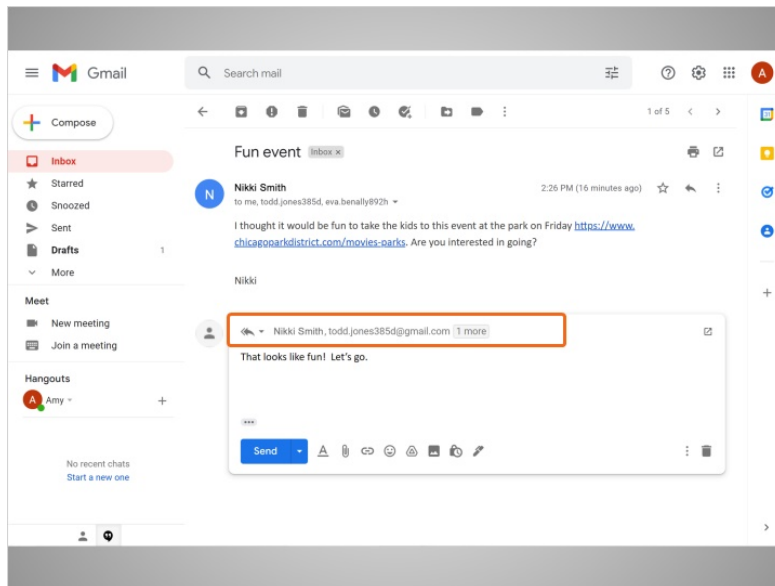 Gmail
Search mail
A
Compose
1 of 5
Inbox
Starred
Snoozed
Sent
Drafts 1
More
Meet
New meeting
Join a meeting
Hangouts
A Amy
No recent chats
Start a new one
Fun event Inbox x
N
Nikki Smith 2:26 PM (16 minutes ago)
to me, todd.jones385d, eva.benally892h
I thought it would be fun to take the kids to this event at the park on Friday https://www.
chicagoparkdistrict.com/movies-parks. Are you interested in going?
Nikki
Nikki Smith, todd.jones385d@gmail.com 1 more
That looks like fun! Let's go.
Send